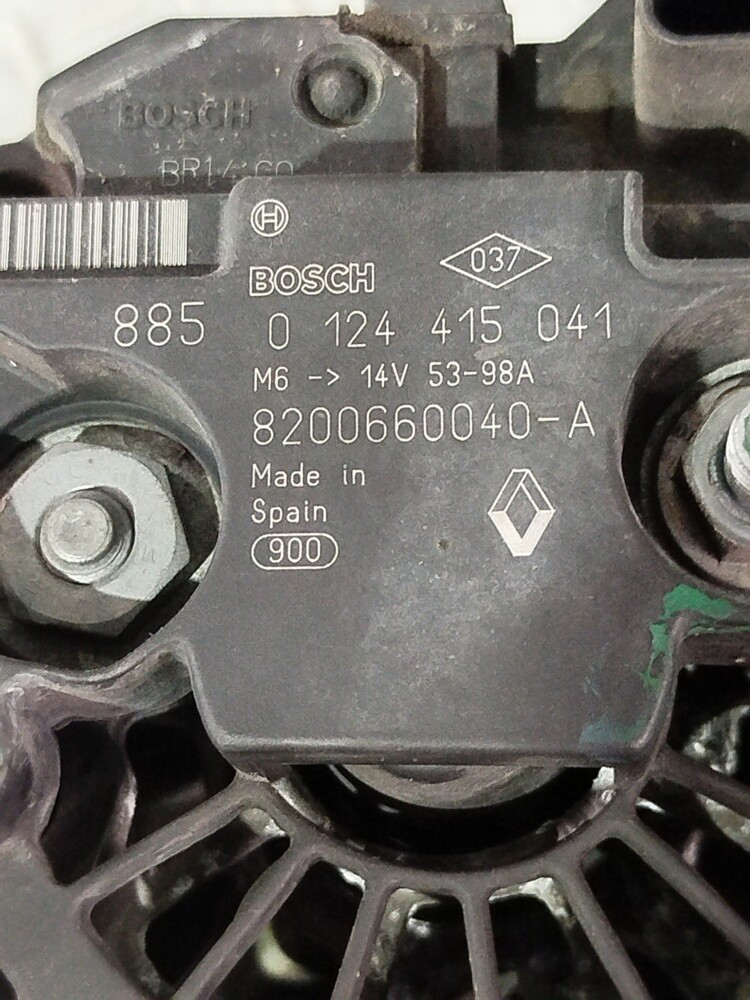 BOSCH
BOSCH
037
885 0 124 415 041
M6 -> 14V 53-98A
8200660040-A
Made in
Spain
900